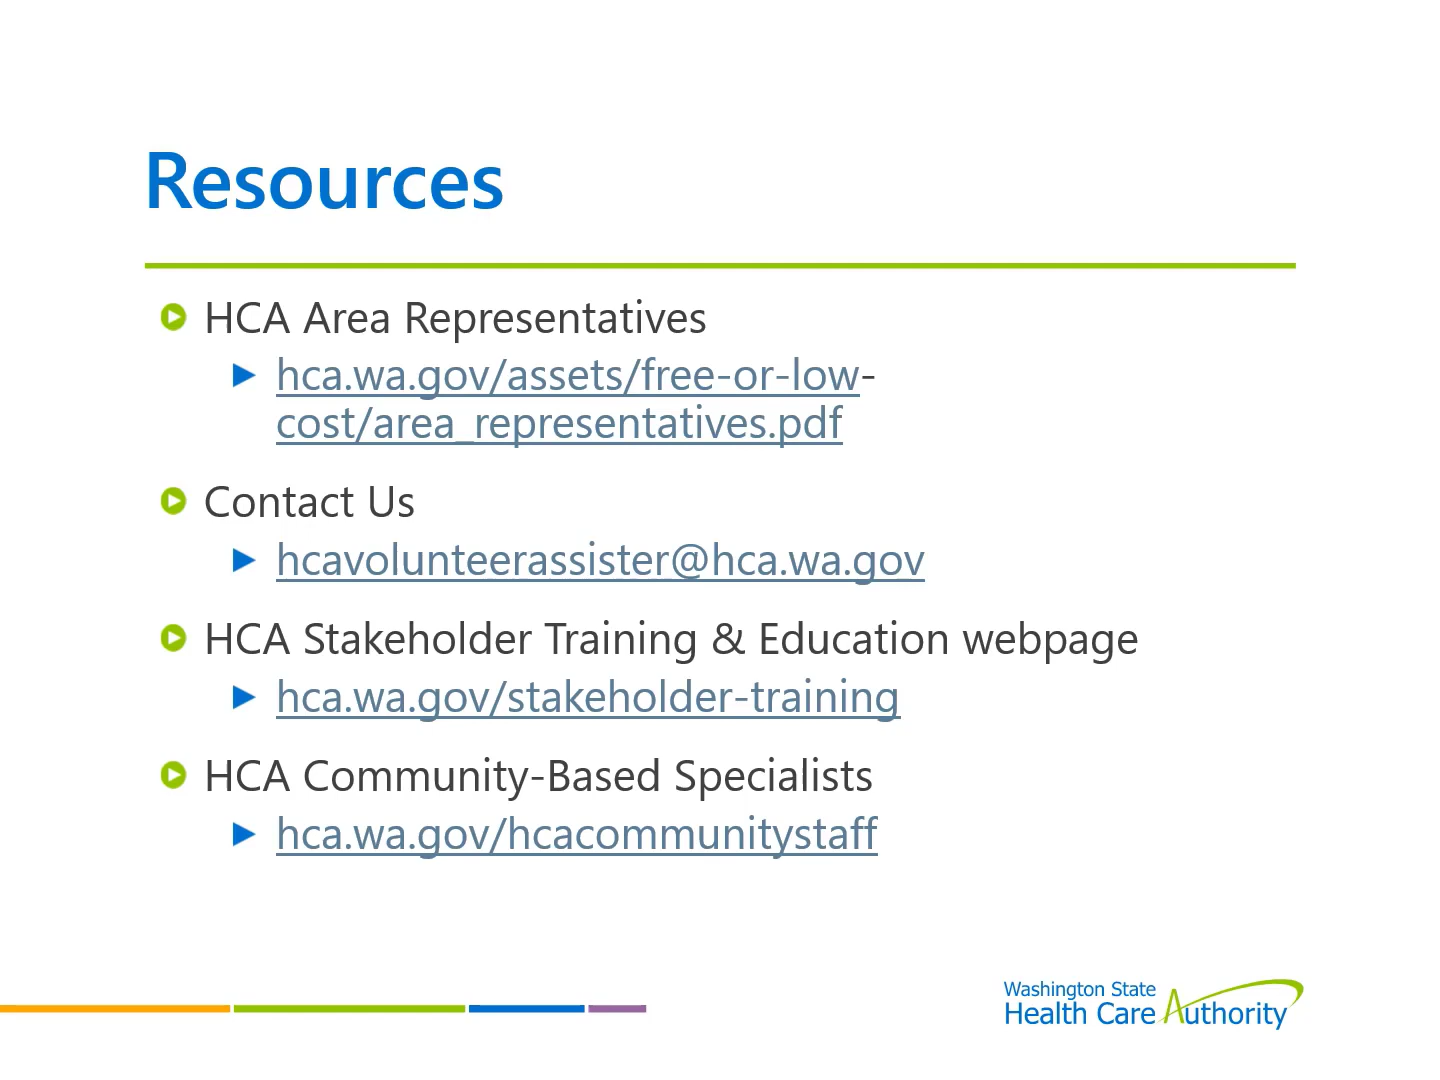 Resources
HCA Area Representatives
hca.wa.gov/assets/free-or-low-
cost/area_representatives.pdf
Contact Us
hcavolunteerassister@hca.wa.gov
HCA Stakeholder Training & Education webpage
hca.wa.gov/stakeholder-training
HCA Community-Based Specialists
hca.wa.gov/hcacommunitystaff
Washington State
Health Care Authority